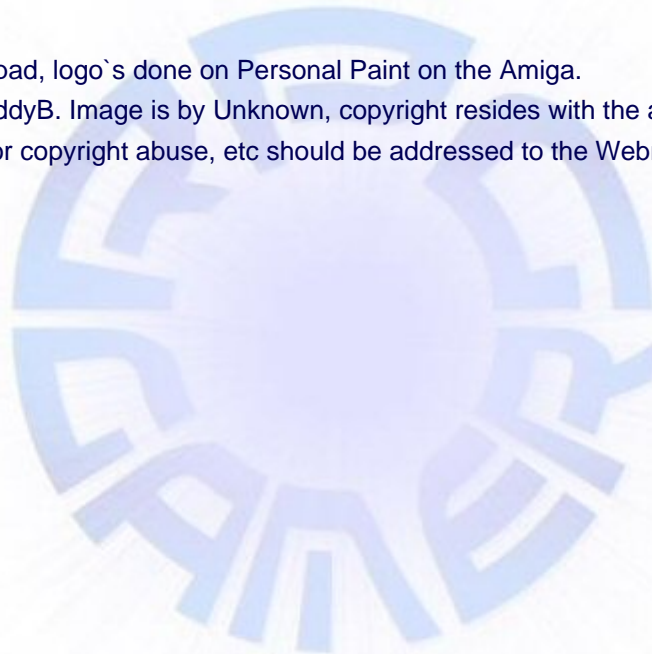 oad, logo`s done on Personal Paint on the Amiga.
ddyB. Image is by Unknown, copyright resides with the a
or copyright abuse, etc should be addressed to the Web